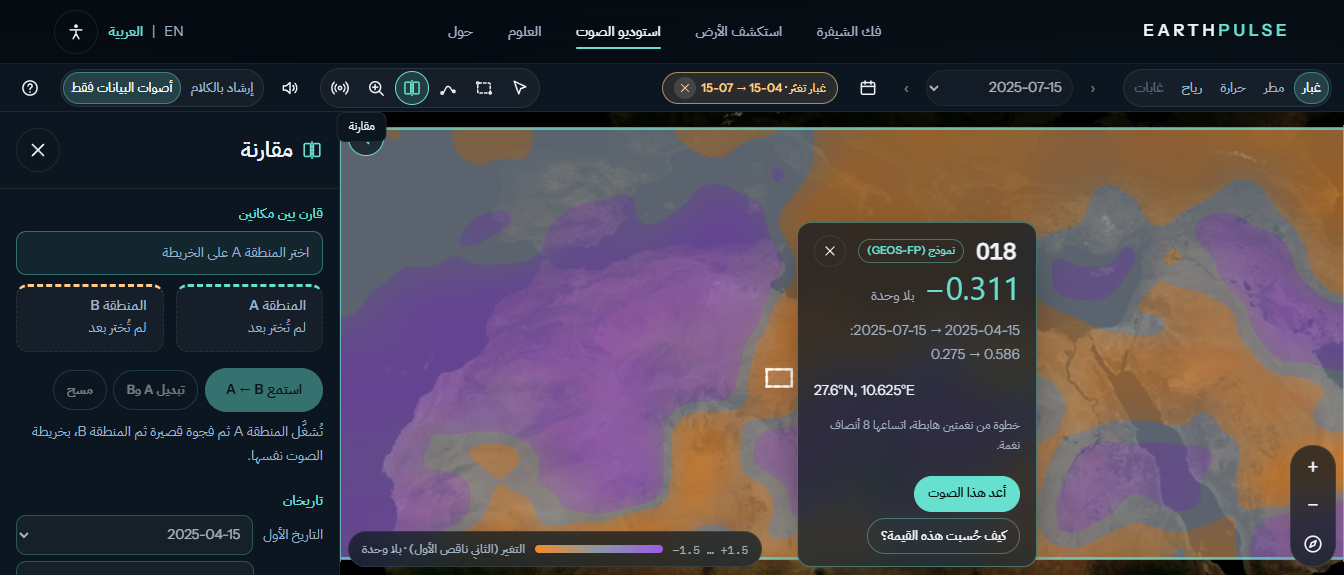 EARTHPULSE
فك الشيفرة
استكشف الأرض
استوديو الصوت
العلوم
حول
EN | العربية
غبار
مطر
حرارة
رياح
غابات
2025-07-15
غبار تغيّر · 04-15 → 07-15
إرشاد بالكلام
أصوات البيانات فقط
مقارنة
مقارنة
قارن بين مكانين
اختر المنطقة A على الخريطة
المنطقة A
لم تُختر بعد
المنطقة B
لم تُختر بعد
استمع A ← B
تبديل A وB
مسح
تُشغَّل المنطقة A ثم فجوة قصيرة ثم المنطقة B، بخريطة
الصوت نفسها.
تاريخان
التاريخ الأول
2025-04-15
018
نموذج (GEOS-FP)
−0.311 بلا وحدة
2025-04-15 → 2025-07-15:
0.586 → 0.275
27.6°N, 10.625°E
خطوة من نغمتين هابطة، اتساعها 8 أنصاف
نغمة.
أعد هذا الصوت
كيف حُسبت هذه القيمة؟
التغير (الثاني ناقص الأول) · بلا وحدة
−1.5 … +1.5